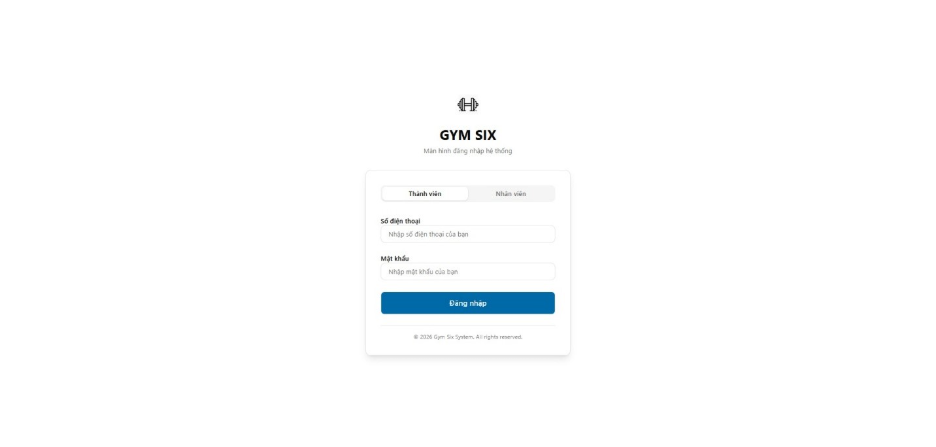 GYM SIX
Màn hình đăng nhập hệ thống
Thành viên
Nhân viên
Số điện thoại
Nhập số điện thoại của bạn
Mật khẩu
Nhập mật khẩu của bạn
Đăng nhập
© 2026 Gym Six System. All rights reserved.